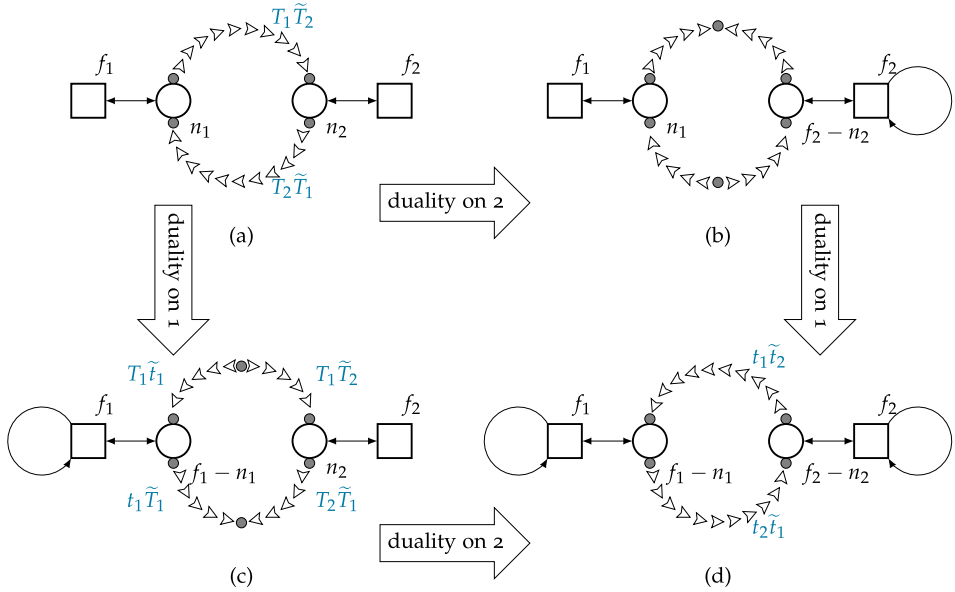 T₁T̃₂
f₁
f₂
n₁
n₂
T₂T̃₁
(a)
f₁
f₂
n₁
f₂ − n₂
(b)
duality on 2
duality on 1
duality on 1
T₁t̃₁
T₁T̃₂
f₁
f₂
f₁ − n₁
n₂
t₁T̃₁
T₂T̃₁
(c)
t₁t̃₂
f₁
f₂
f₁ − n₁
f₂ − n₂
t₂t̃₁
(d)
duality on 2